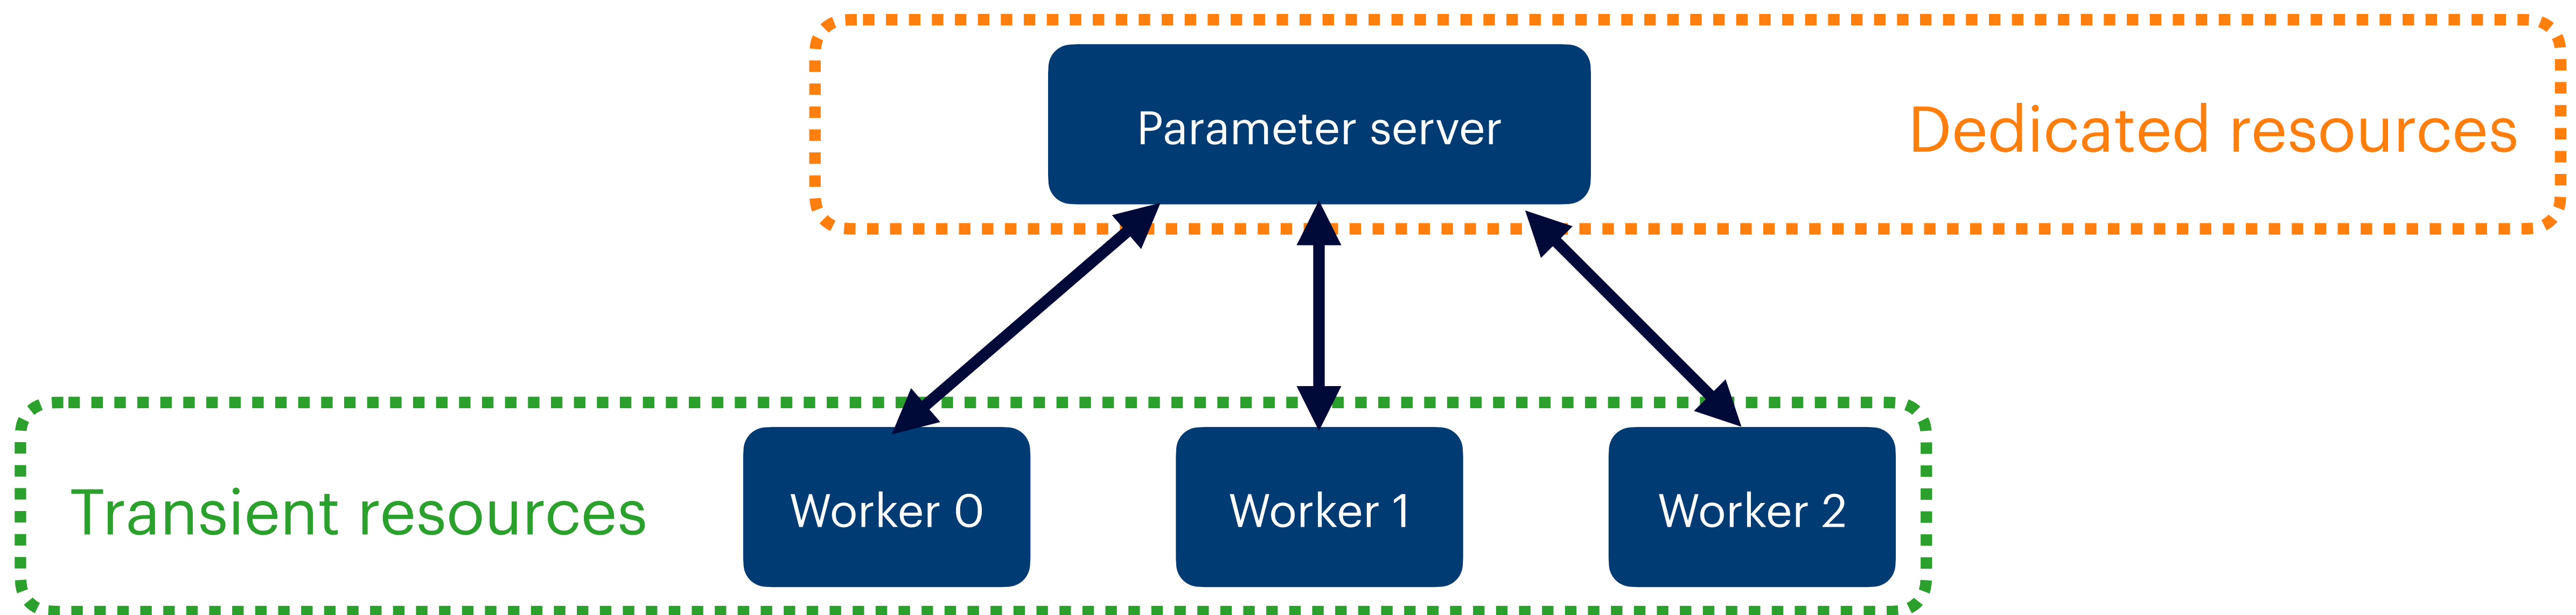 Parameter server
Dedicated resources
Transient resources
Worker 0
Worker 1
Worker 2